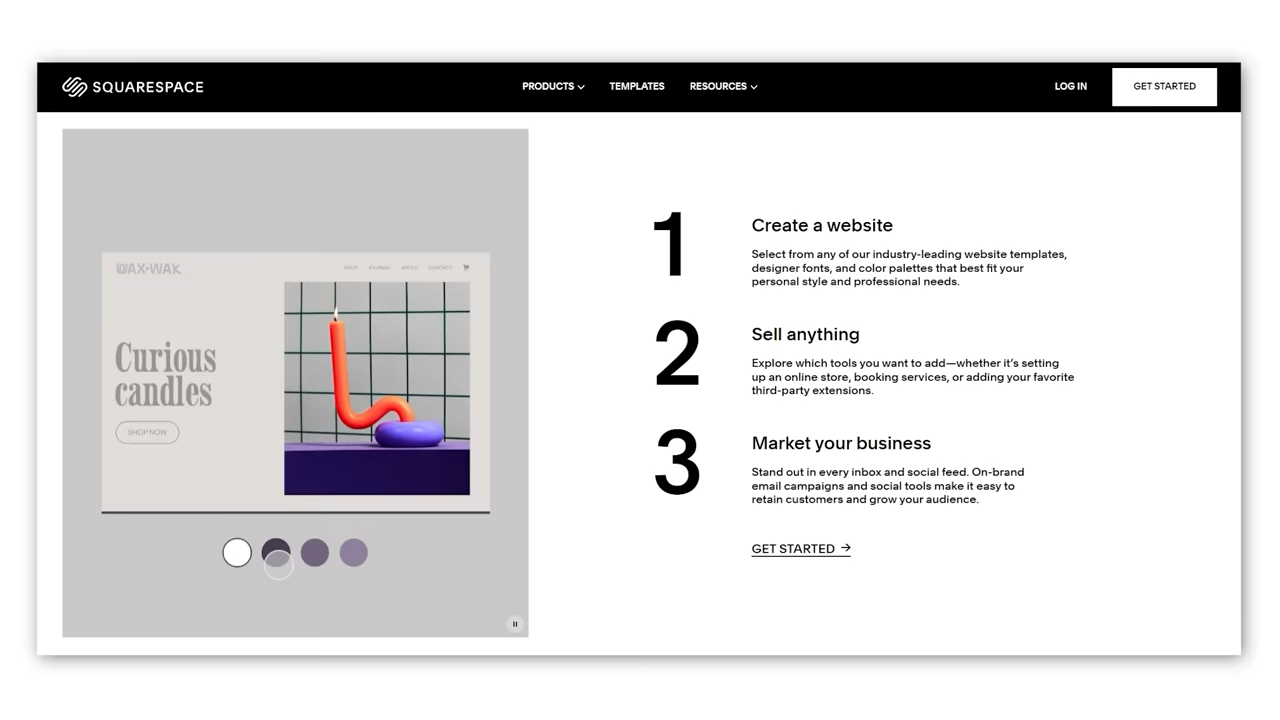 SQUARESPACE
PRODUCTS
TEMPLATES
RESOURCES
LOG IN
GET STARTED
WAX•WAX
SHOP
JOURNAL
ABOUT
CONTACT
Curious
candles
SHOP NOW
1
Create a website
Select from any of our industry-leading website templates,
designer fonts, and color palettes that best fit your
personal style and professional needs.
2
Sell anything
Explore which tools you want to add—whether it’s setting
up an online store, booking services, or adding your favorite
third-party extensions.
3
Market your business
Stand out in every inbox and social feed. On-brand
email campaigns and social tools make it easy to
retain customers and grow your audience.
GET STARTED →